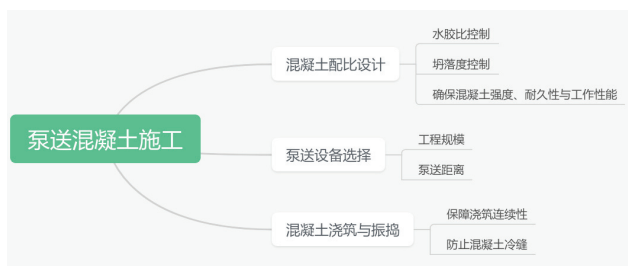 泵送混凝土施工
混凝土配比设计
水胶比控制
坍落度控制
确保混凝土强度、耐久性与工作性能
泵送设备选择
工程规模
泵送距离
混凝土浇筑与振捣
保障浇筑连续性
防止混凝土冷缝